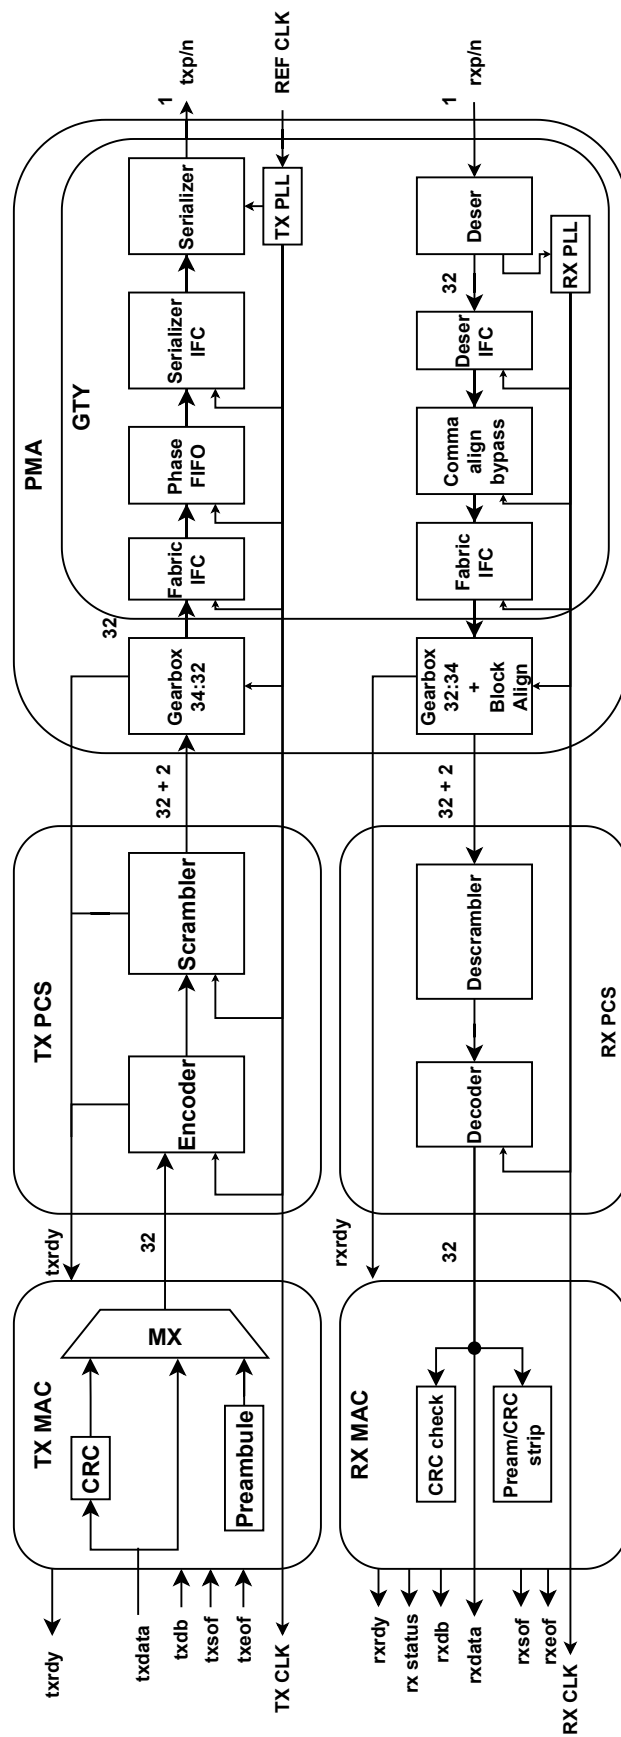 txrdy
txdata
txdb
txsof
txeof
TX CLK
TX MAC
CRC
Preambule
MX
txrdy
32
TX PCS
Encoder
Scrambler
32 + 2
PMA
Gearbox
34:32
32
GTY
Fabric
IFC
Phase
FIFO
Serializer
IFC
Serializer
TX PLL
1
txp/n
REF CLK
rxrdy
rx status
rxdb
rxdata
rxsof
rxeof
RX CLK
RX MAC
CRC check
Pream/CRC
strip
rxrdy
32
Decoder
Descrambler
RX PCS
32 + 2
Gearbox
32:34
+
Block
Align
Fabric
IFC
Comma
align
bypass
Deser
IFC
32
Deser
RX PLL
1
rxp/n